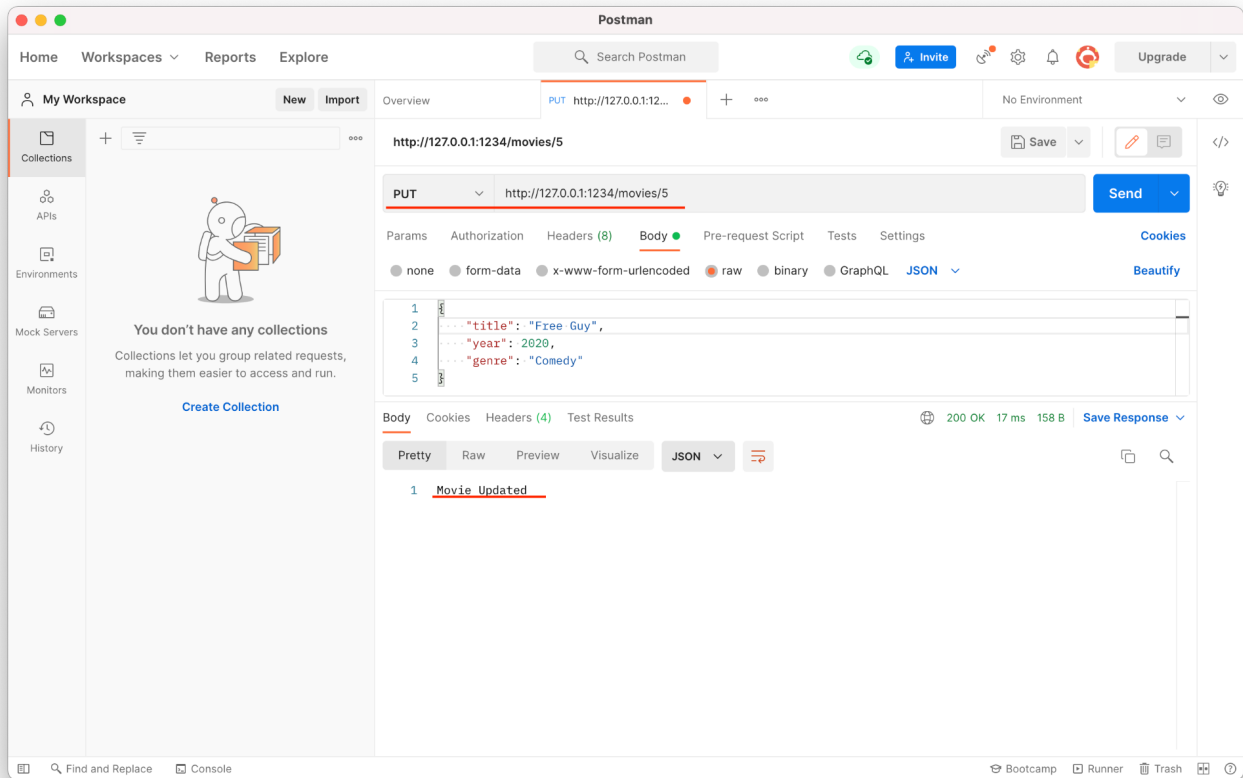 Postman
Home Workspaces Reports Explore Search Postman Invite Upgrade
My Workspace New Import
Overview PUT http://127.0.0.1:12... No Environment
Collections
APIs
Environments
Mock Servers
Monitors
History
You don't have any collections
Collections let you group related requests,
making them easier to access and run.
Create Collection
http://127.0.0.1:1234/movies/5 Save
PUT http://127.0.0.1:1234/movies/5 Send
Params Authorization Headers (8) Body Pre-request Script Tests Settings Cookies
none form-data x-www-form-urlencoded raw binary GraphQL JSON Beautify
1 {
2 "title": "Free Guy",
3 "year": 2020,
4 "genre": "Comedy"
5 }
Body Cookies Headers (4) Test Results 200 OK 17 ms 158 B Save Response
Pretty Raw Preview Visualize JSON
1 Movie Updated
Find and Replace Console Bootcamp Runner Trash